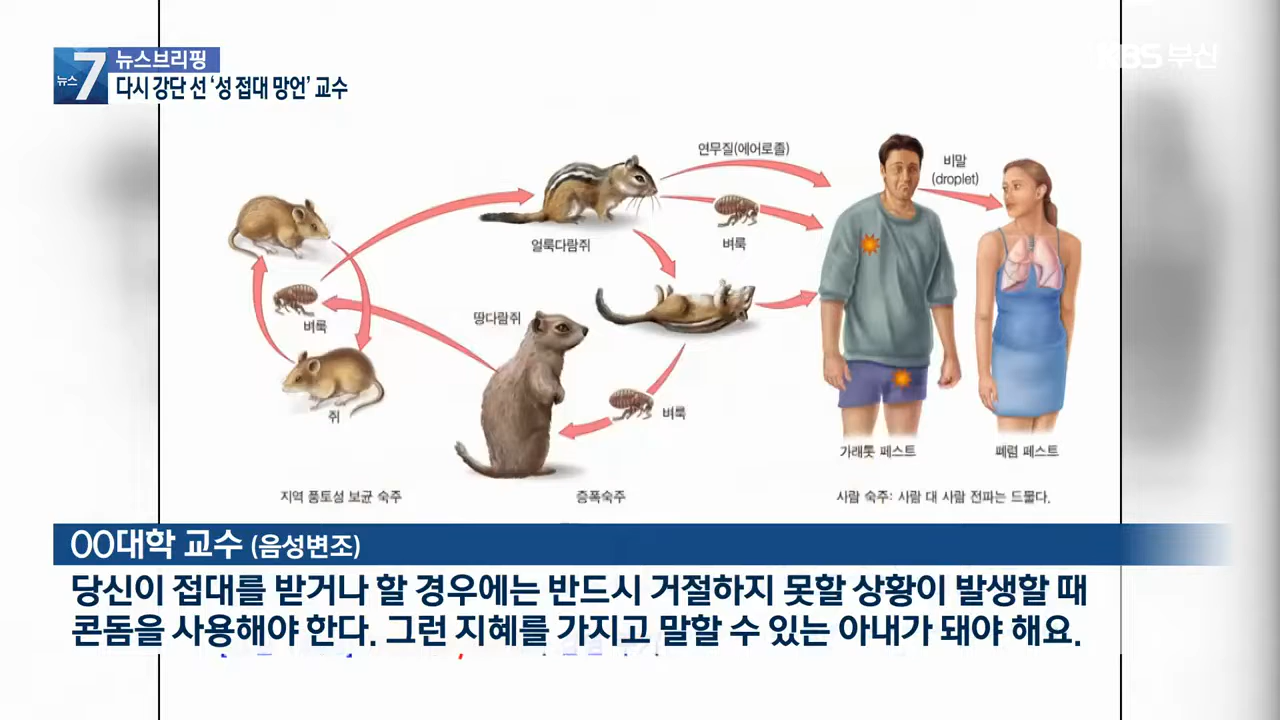 뉴스브리핑
뉴스 7
다시 강단 선 ‘성 접대 망언’ 교수
KBS 부산
연무질(에어로졸)
비말
(droplet)
얼룩다람쥐
벼룩
벼룩
땅다람쥐
쥐
벼룩
가래톳 페스트
폐렴 페스트
지역 풍토성 보균 숙주
증폭숙주
사람 숙주: 사람 대 사람 전파는 드물다.
OO대학 교수 (음성변조)
당신이 접대를 받거나 할 경우에는 반드시 거절하지 못할 상황이 발생할 때
콘돔을 사용해야 한다. 그런 지혜를 가지고 말할 수 있는 아내가 돼야 해요.